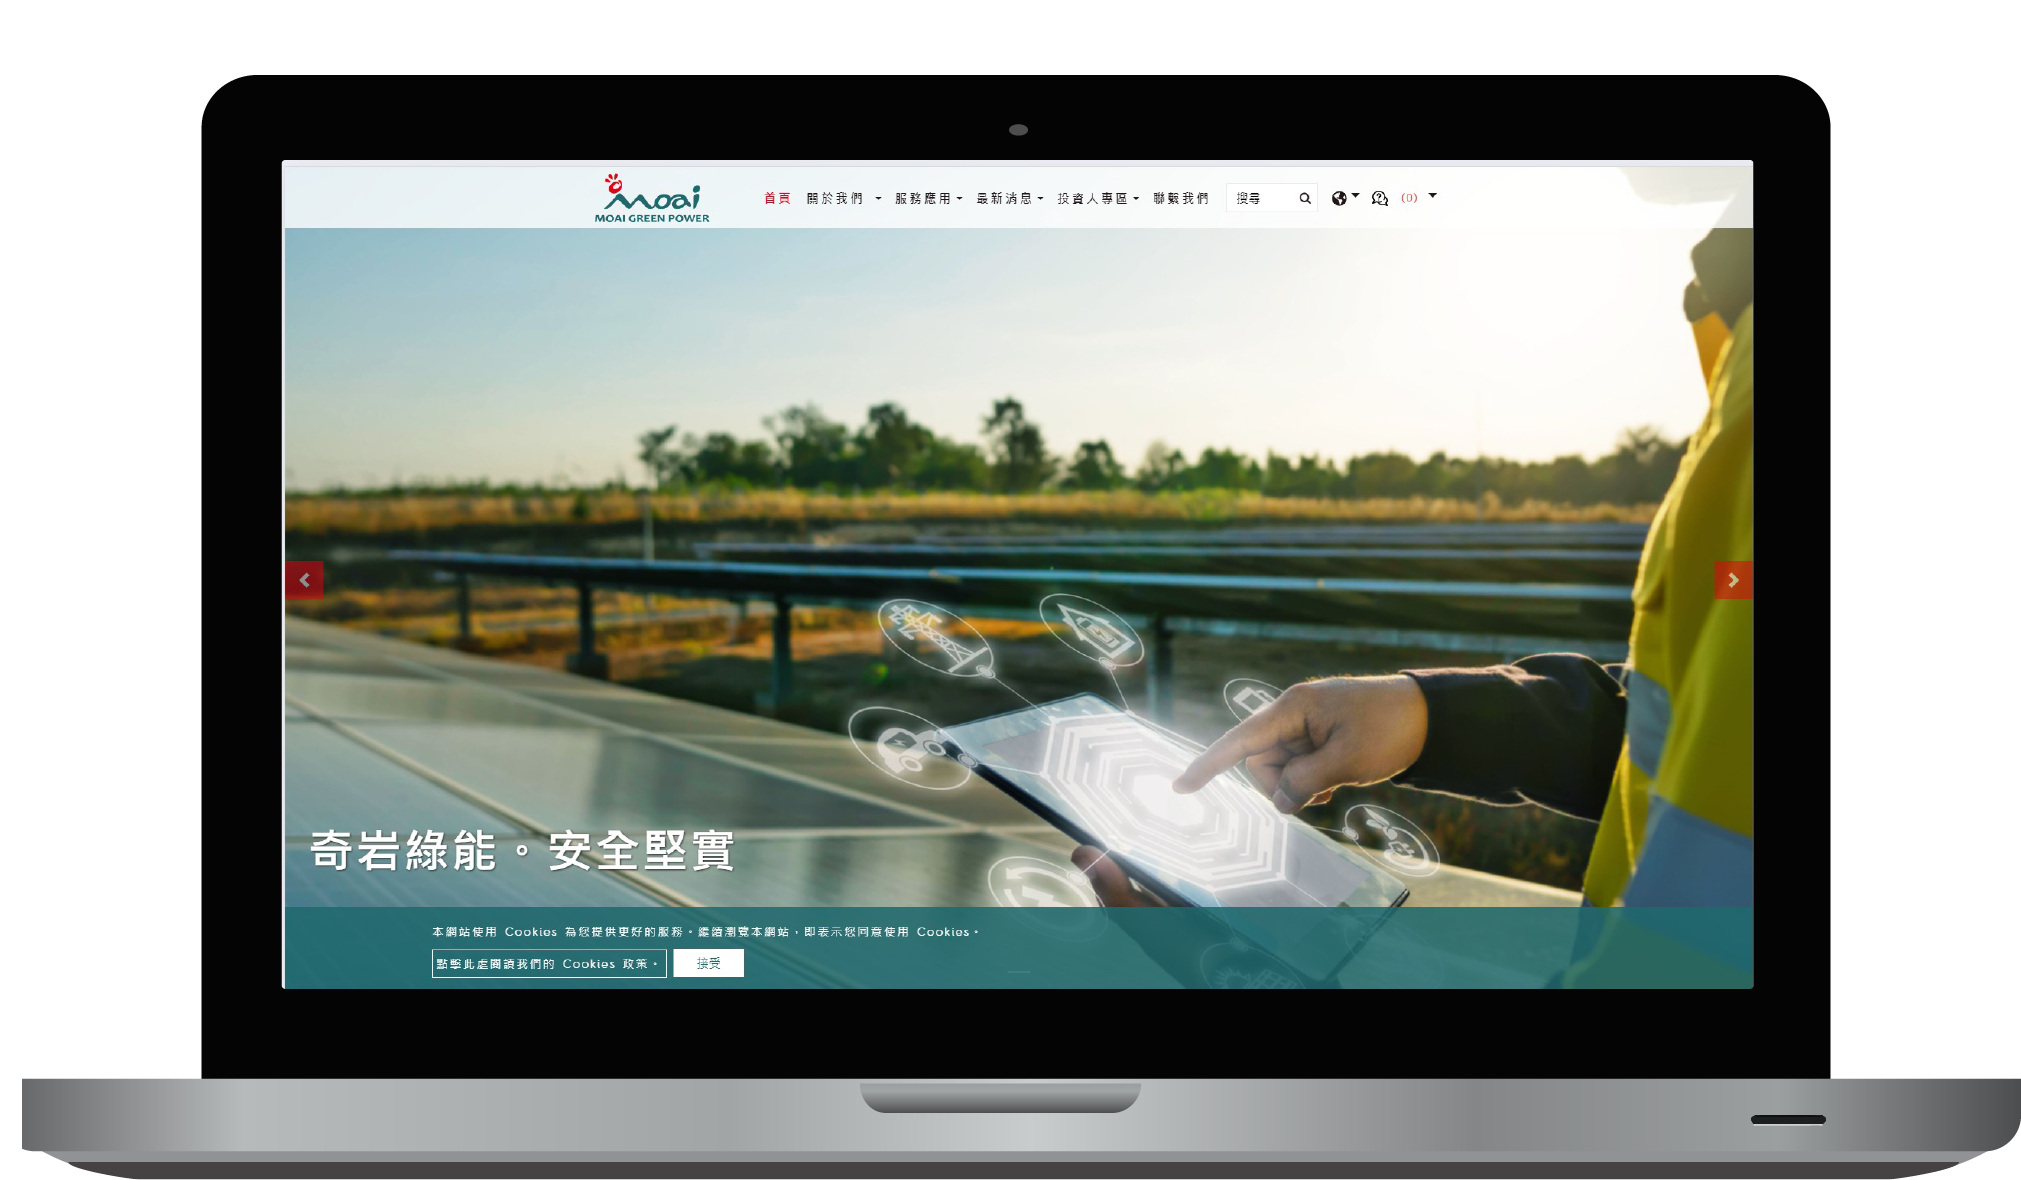 moai
MOAI GREEN POWER
首頁 關於我們 服務應用 最新消息 投資人專區 聯繫我們 搜尋 (0)
奇岩綠能。安全堅實
本網站使用 Cookies 為您提供更好的服務。繼續瀏覽本網站，即表示您同意使用 Cookies。
點擊此處閱讀我們的 Cookies 政策。 接受